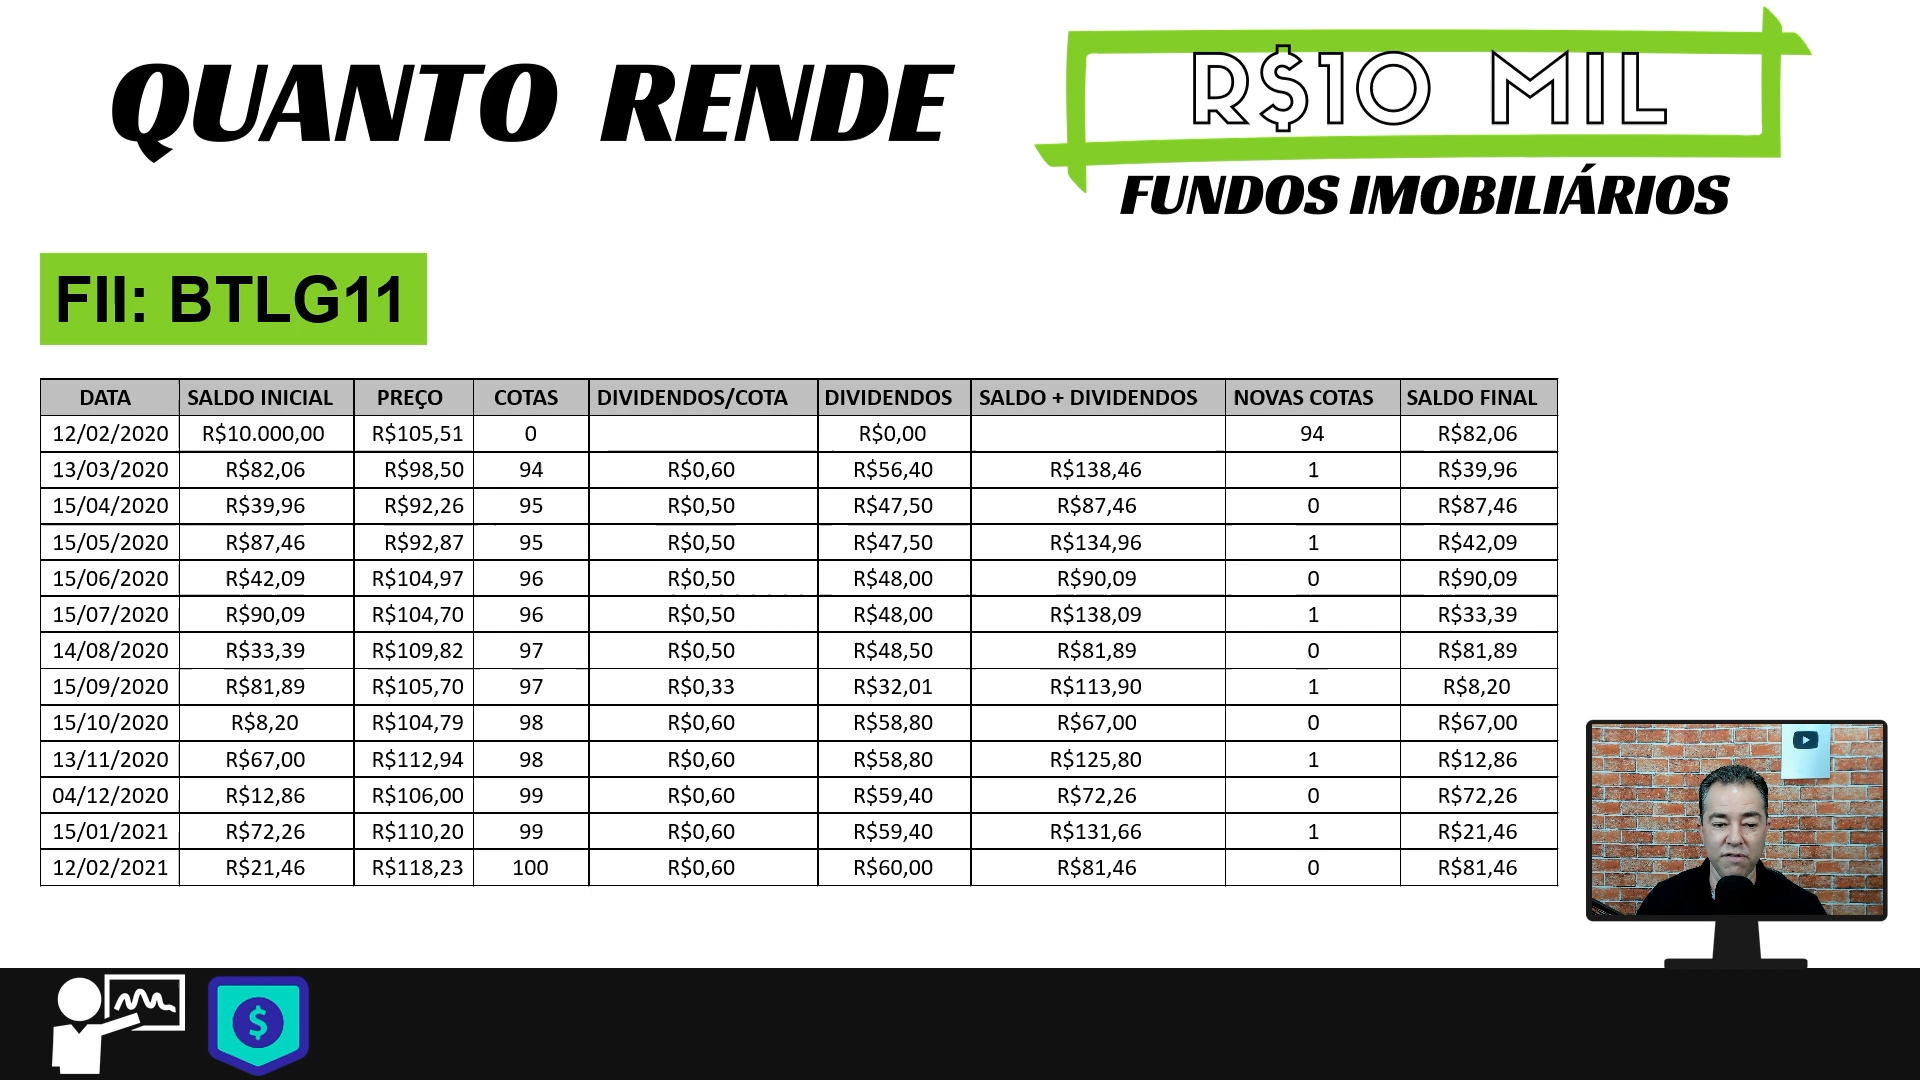 QUANTO RENDE
R$10 MIL
FUNDOS IMOBILIÁRIOS
FII: BTLG11
DATA SALDO INICIAL PREÇO COTAS DIVIDENDOS/COTA DIVIDENDOS SALDO + DIVIDENDOS NOVAS COTAS SALDO FINAL
12/02/2020 R$10.000,00 R$105,51 0 R$0,00 94 R$82,06
13/03/2020 R$82,06 R$98,50 94 R$0,60 R$56,40 R$138,46 1 R$39,96
15/04/2020 R$39,96 R$92,26 95 R$0,50 R$47,50 R$87,46 0 R$87,46
15/05/2020 R$87,46 R$92,87 95 R$0,50 R$47,50 R$134,96 1 R$42,09
15/06/2020 R$42,09 R$104,97 96 R$0,50 R$48,00 R$90,09 0 R$90,09
15/07/2020 R$90,09 R$104,70 96 R$0,50 R$48,00 R$138,09 1 R$33,39
14/08/2020 R$33,39 R$109,82 97 R$0,50 R$48,50 R$81,89 0 R$81,89
15/09/2020 R$81,89 R$105,70 97 R$0,33 R$32,01 R$113,90 1 R$8,20
15/10/2020 R$8,20 R$104,79 98 R$0,60 R$58,80 R$67,00 0 R$67,00
13/11/2020 R$67,00 R$112,94 98 R$0,60 R$58,80 R$125,80 1 R$12,86
04/12/2020 R$12,86 R$106,00 99 R$0,60 R$59,40 R$72,26 0 R$72,26
15/01/2021 R$72,26 R$110,20 99 R$0,60 R$59,40 R$131,66 1 R$21,46
12/02/2021 R$21,46 R$118,23 100 R$0,60 R$60,00 R$81,46 0 R$81,46
$